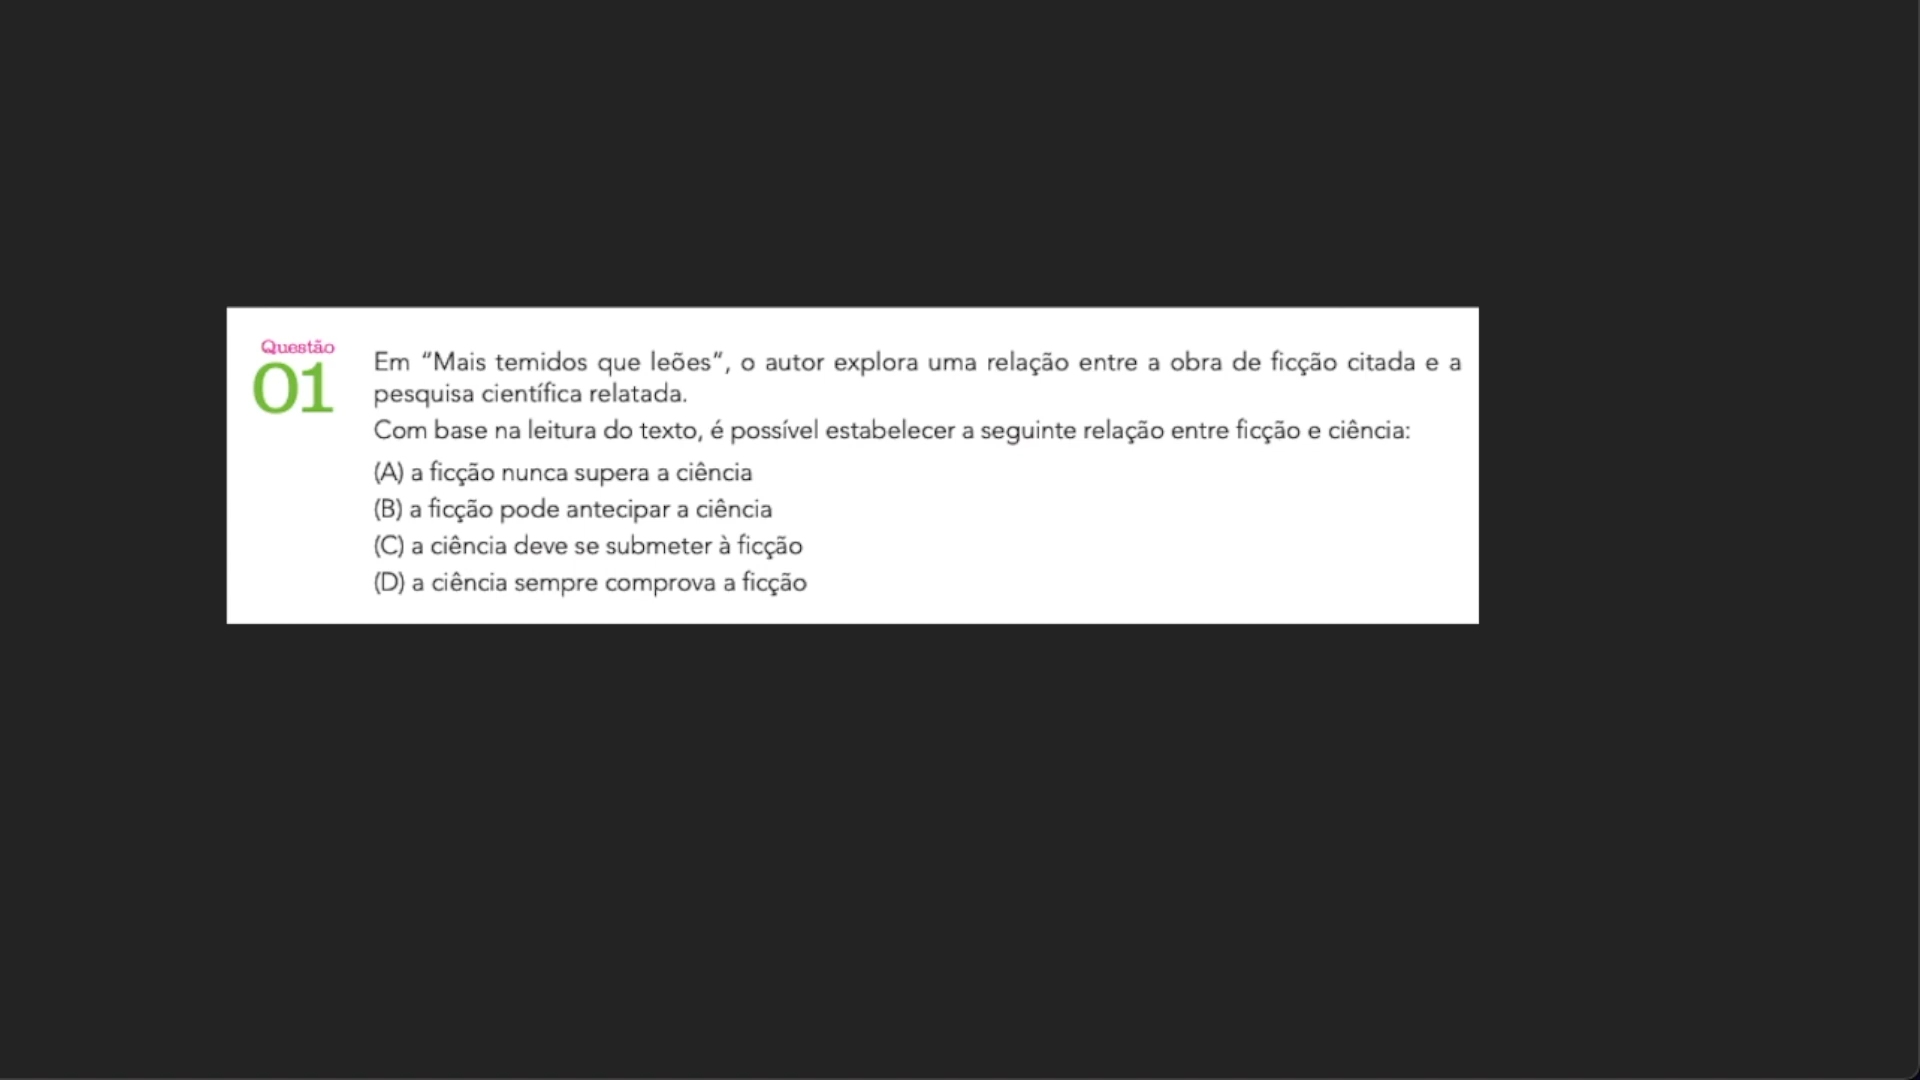 Questão
01
Em “Mais temidos que leões”, o autor explora uma relação entre a obra de ficção citada e a
pesquisa científica relatada.
Com base na leitura do texto, é possível estabelecer a seguinte relação entre ficção e ciência:
(A) a ficção nunca supera a ciência
(B) a ficção pode antecipar a ciência
(C) a ciência deve se submeter à ficção
(D) a ciência sempre comprova a ficção